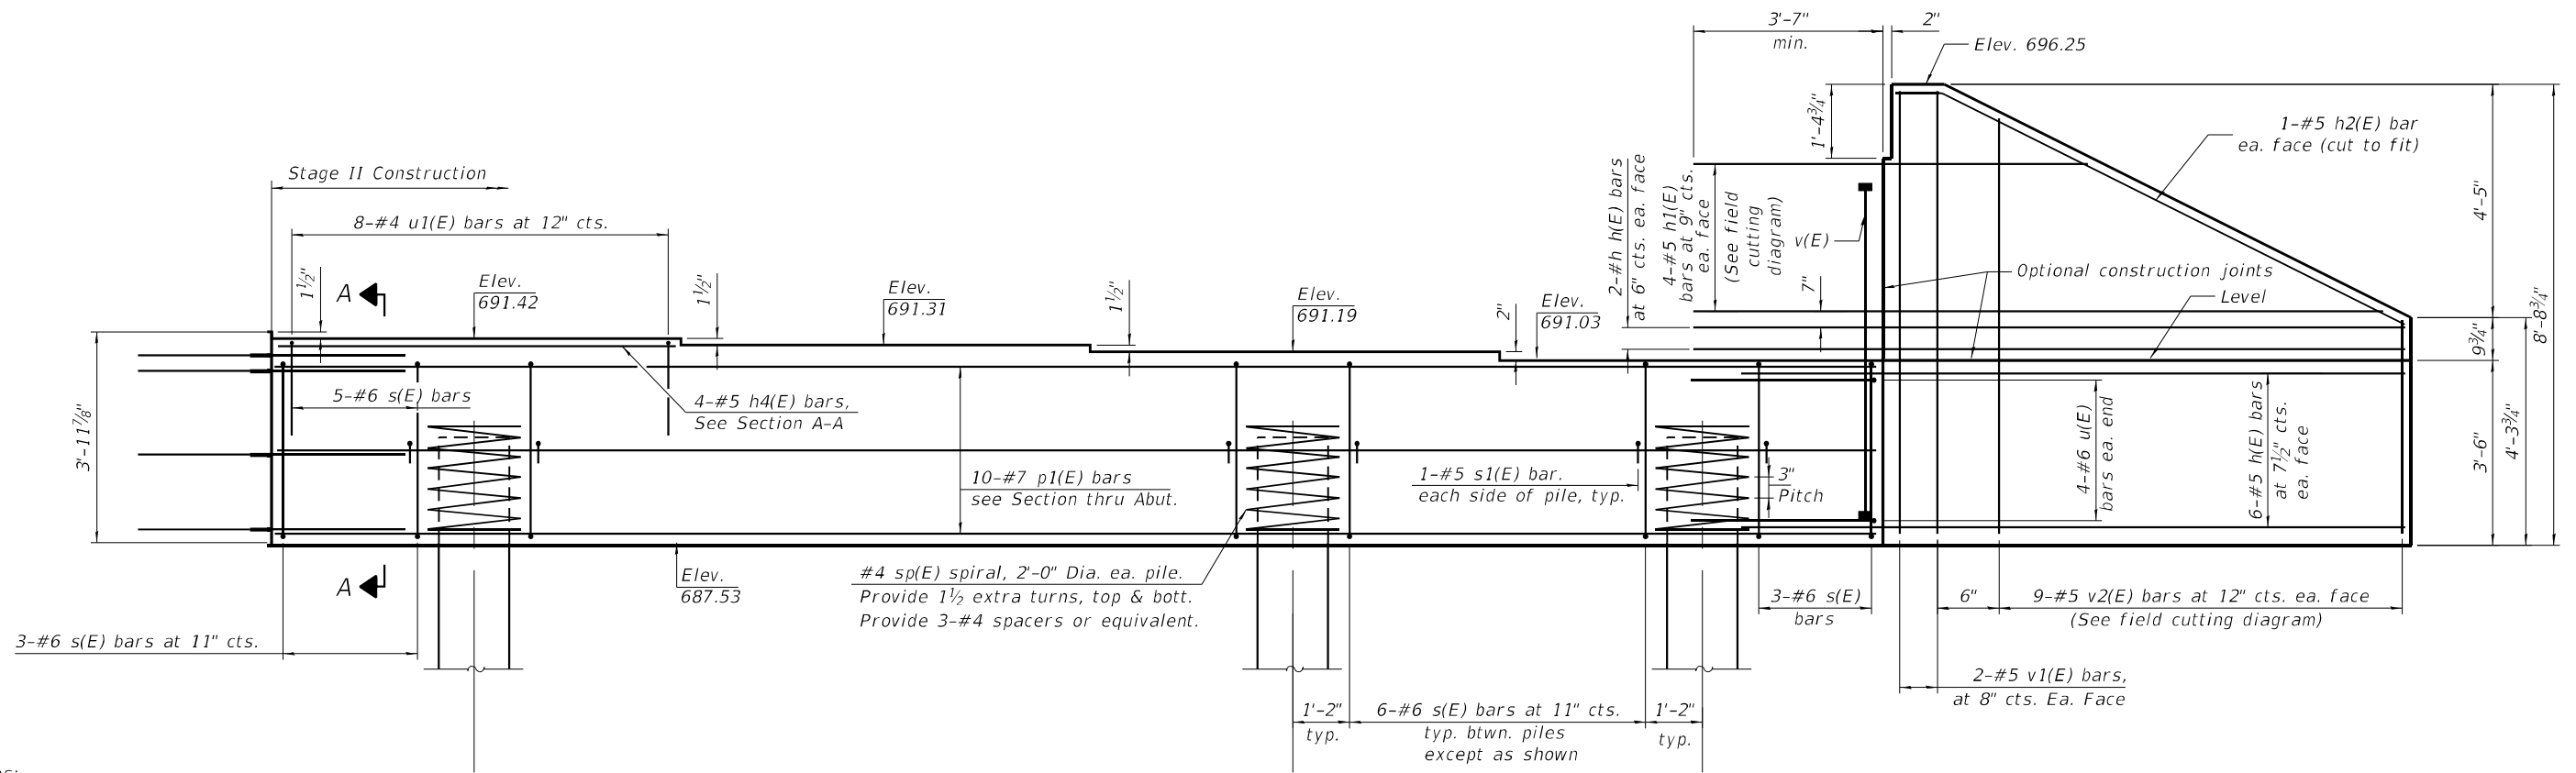 3'-7"
min.
2"
Elev. 696.25
1'-4¾"
1-#5 h2(E) bar
ea. face (cut to fit)
Stage II Construction
8-#4 u1(E) bars at 12" cts.
1½"
A
Elev.
691.42
1½"
Elev.
691.31
1½"
Elev.
691.19
2"
Elev.
691.03
2-#h h(E) bars
at 6" cts. ea. face
4-#5 h1(E)
bars at 9" cts.
ea. face
(See field
cutting
diagram)
7"
v(E)
Optional construction joints
Level
4'-5"
9¾"
8'-8¾"
3'-11⅞"
5-#6 s(E) bars
4-#5 h4(E) bars,
See Section A-A
10-#7 p1(E) bars
see Section thru Abut.
1-#5 s1(E) bar.
each side of pile, typ.
3"
Pitch
4-#6 u(E)
bars ea. end
6-#5 h(E) bars
at 7½" cts.
ea. face
3'-6"
4'-3¾"
A
Elev.
687.53
#4 sp(E) spiral, 2'-0" Dia. ea. pile.
Provide 1½ extra turns, top & bott.
Provide 3-#4 spacers or equivalent.
3-#6 s(E)
bars
6"
9-#5 v2(E) bars at 12" cts. ea. face
(See field cutting diagram)
3-#6 s(E) bars at 11" cts.
2-#5 v1(E) bars,
at 8" cts. Ea. Face
1'-2"
typ.
6-#6 s(E) bars at 11" cts.
typ. btwn. piles
except as shown
1'-2"
typ.